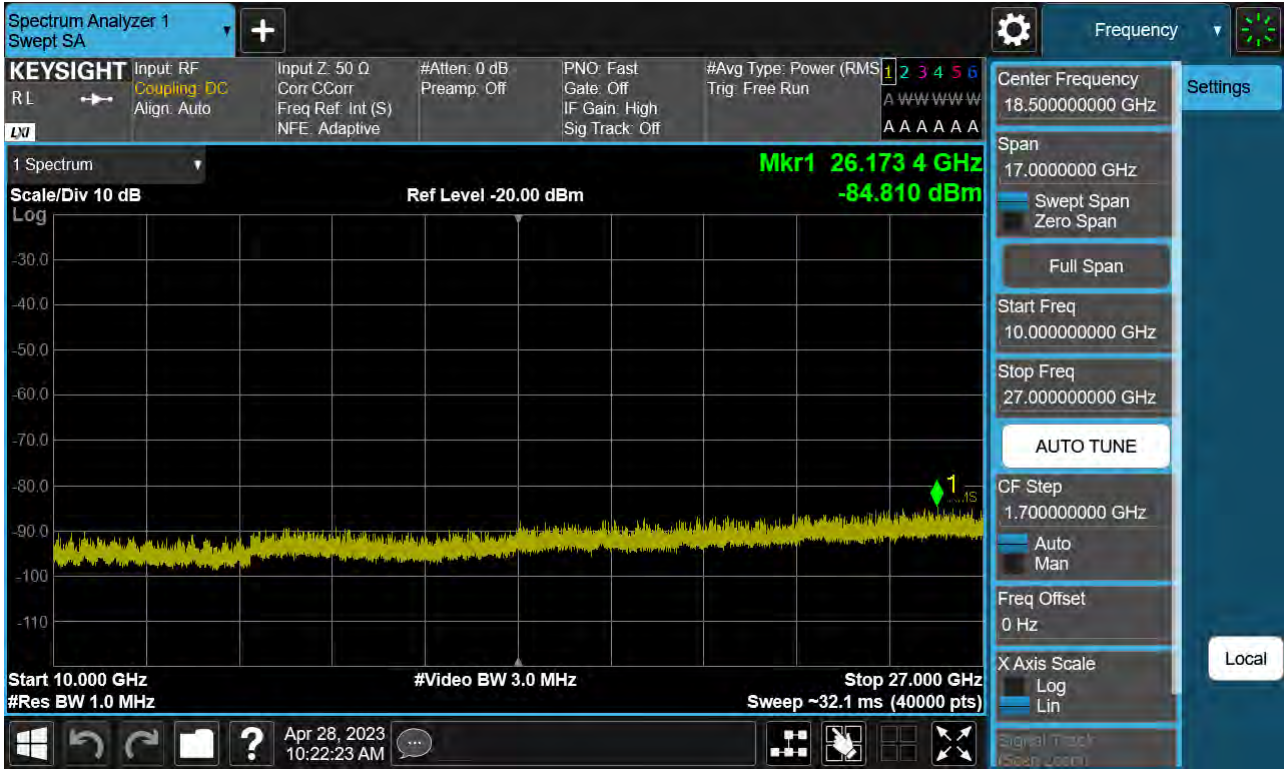 Spectrum Analyzer 1
Swept SA
+
Frequency
KEYSIGHT
R L
LXI
Input: RF
Coupling: DC
Align: Auto
Input Z: 50 Ω
Corr CCorr
Freq Ref: Int (S)
NFE: Adaptive
#Atten: 0 dB
Preamp: Off
PNO: Fast
Gate: Off
IF Gain: High
Sig Track: Off
#Avg Type: Power (RMS
Trig: Free Run
1 2 3 4 5 6
A W W W W W
A A A A A A
1 Spectrum
Scale/Div 10 dB
Ref Level -20.00 dBm
Mkr1 26.173 4 GHz
-84.810 dBm
Log
-30.0
-40.0
-50.0
-60.0
-70.0
-80.0
-90.0
-100
-110
1
Start 10.000 GHz
#Video BW 3.0 MHz
Stop 27.000 GHz
#Res BW 1.0 MHz
Sweep ~32.1 ms (40000 pts)
Center Frequency
18.500000000 GHz
Span
17.0000000 GHz
Swept Span
Zero Span
Full Span
Start Freq
10.000000000 GHz
Stop Freq
27.000000000 GHz
AUTO TUNE
CF Step
1.700000000 GHz
Auto
Man
Freq Offset
0 Hz
X Axis Scale
Log
Lin
Signal Track
(Span Zoom)
Settings
Local
?
Apr 28, 2023
10:22:23 AM